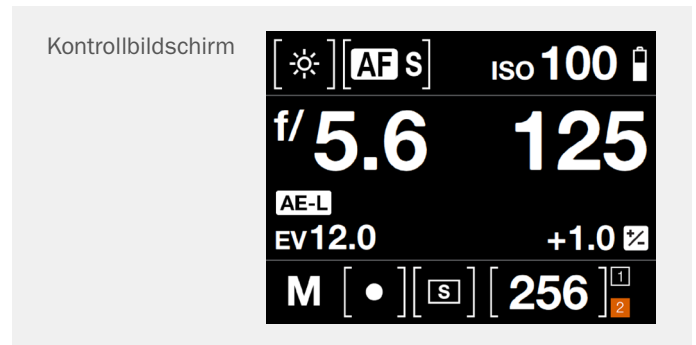 Kontrollbildschirm
AF S ISO 100
f/5.6 125
AE-L
EV12.0 +1.0
M S 256 1
2